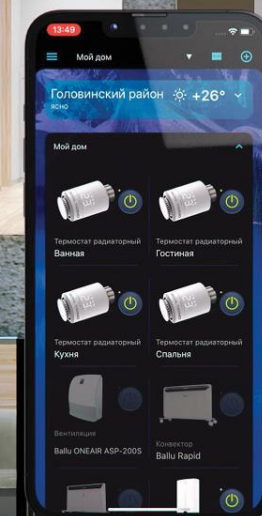 13:49
Мой дом
Головинский район +26°
ясно
Мой дом
Термостат радиаторный
Ванная
Термостат радиаторный
Гостиная
Термостат радиаторный
Кухня
Термостат радиаторный
Спальня
Вентиляция
Ballu ONEAIR ASP-200S
Конвектор
Ballu Rapid